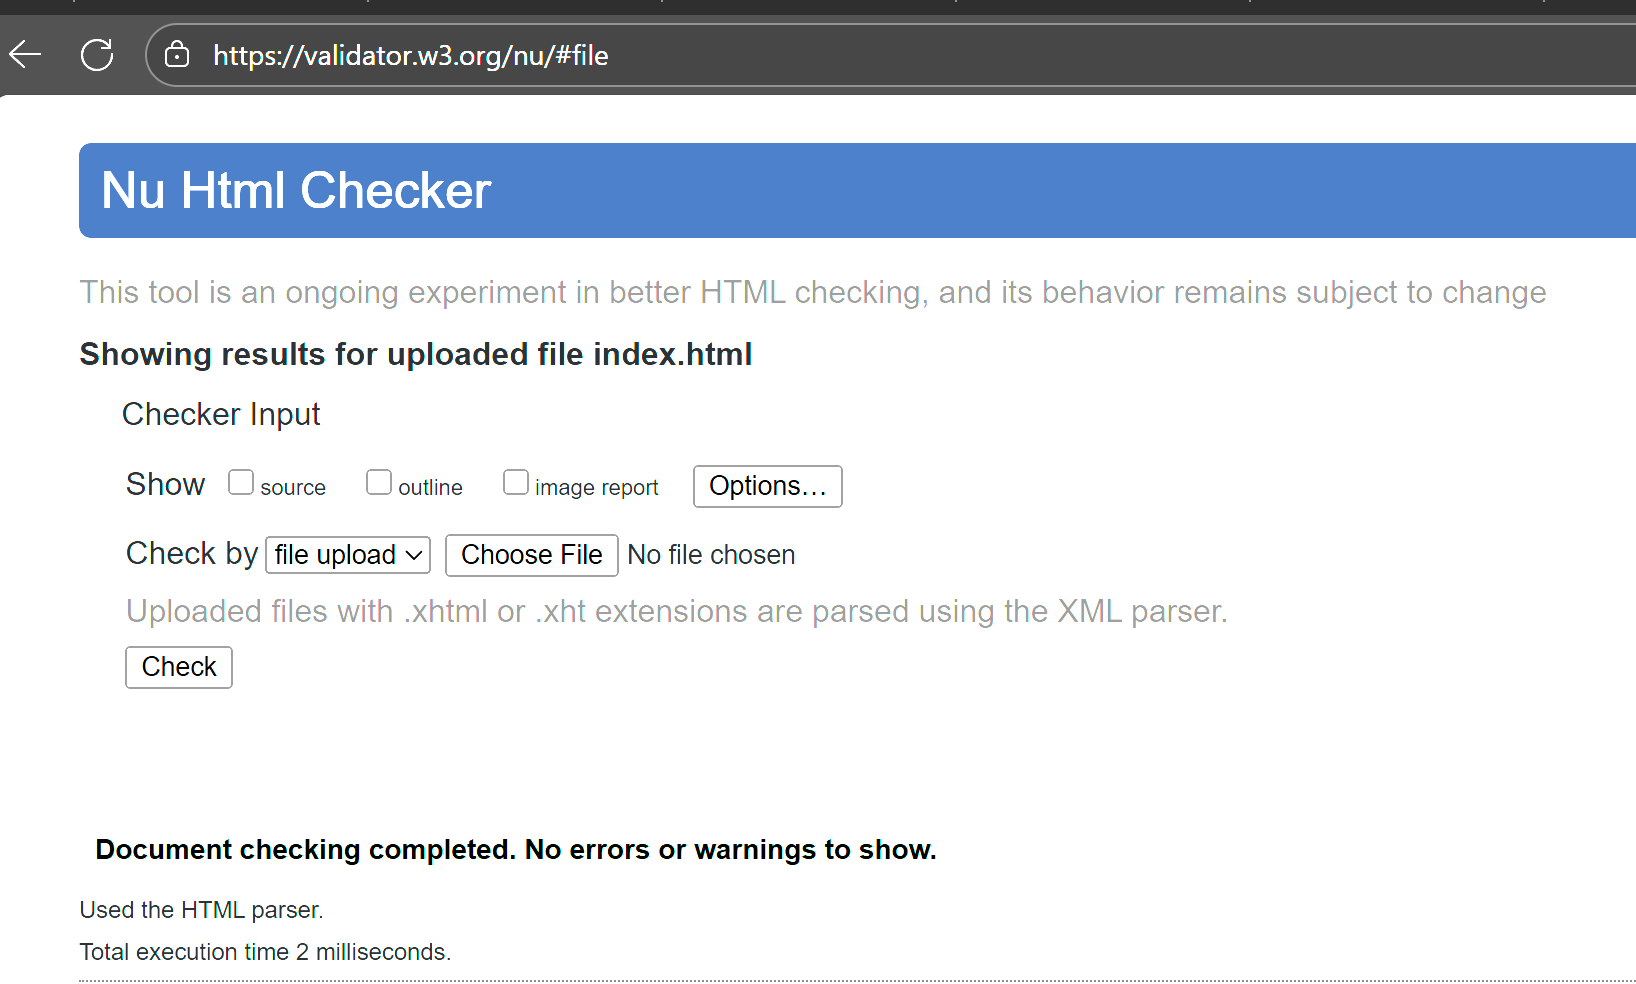 https://validator.w3.org/nu/#file
Nu Html Checker
This tool is an ongoing experiment in better HTML checking, and its behavior remains subject to change
Showing results for uploaded file index.html
Checker Input
Show source outline image report Options...
Check by file upload Choose File No file chosen
Uploaded files with .xhtml or .xht extensions are parsed using the XML parser.
Check
Document checking completed. No errors or warnings to show.
Used the HTML parser.
Total execution time 2 milliseconds.